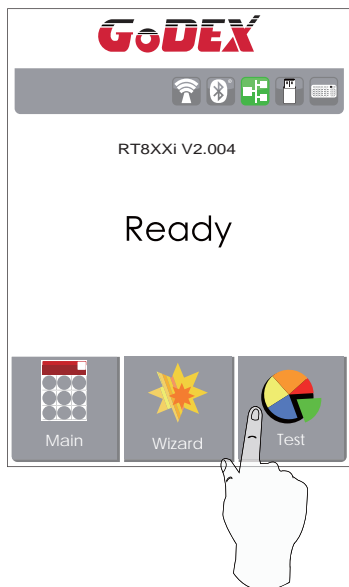 GoDEX
RT8XXi V2.004
Ready
Main
Wizard
Test